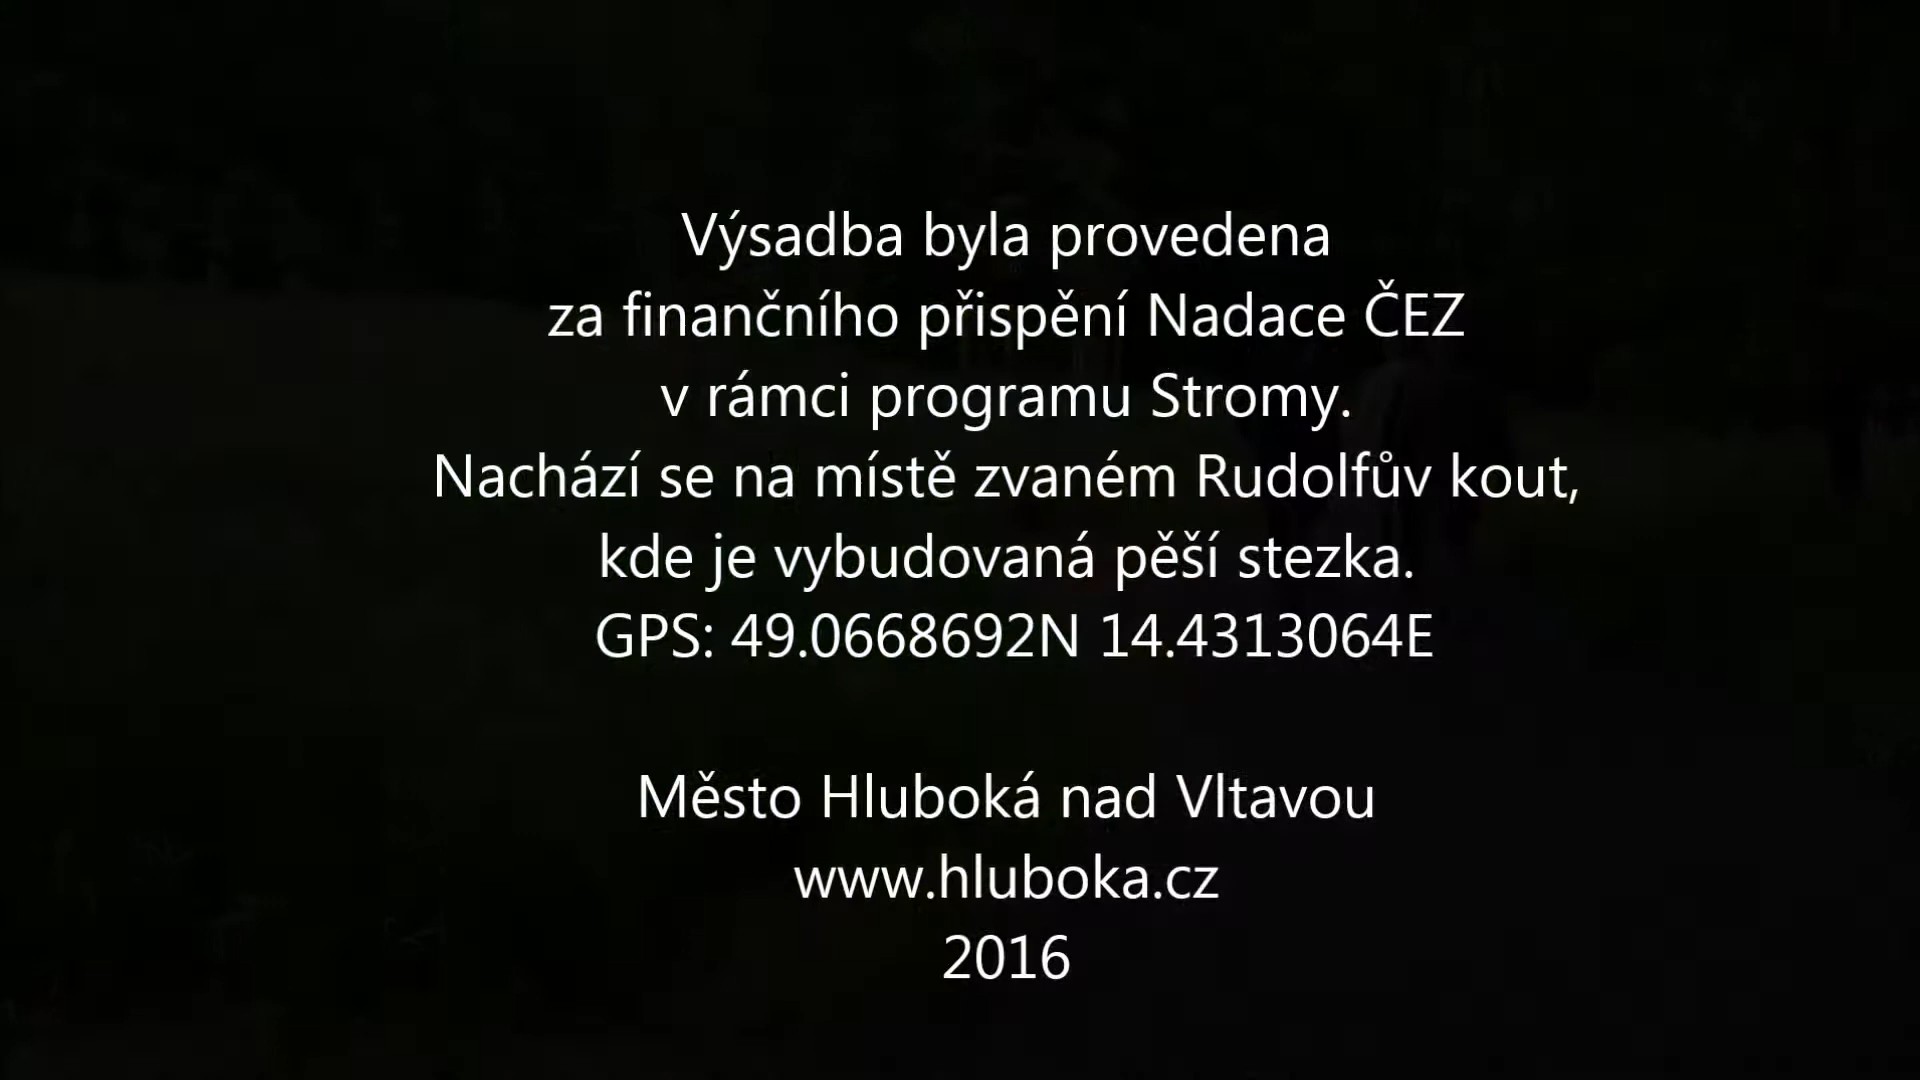 Výsadba byla provedena
za finančního přispění Nadace ČEZ
v rámci programu Stromy.
Nachází se na místě zvaném Rudolfův kout,
kde je vybudovaná pěší stezka.
GPS: 49.0668692N 14.4313064E
Město Hluboká nad Vltavou
www.hluboka.cz
2016